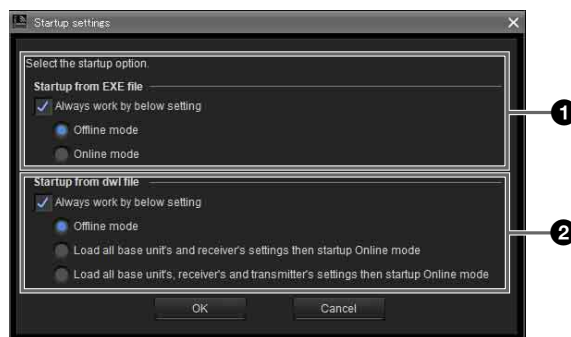 Startup settings
Select the startup option.
Startup from EXE file
Always work by below setting
Offline mode
Online mode
1
Startup from dwl file
Always work by below setting
Offline mode
Load all base unit's and receiver's settings then startup Online mode
Load all base unit's, receiver's and transmitter's settings then startup Online mode
2
OK Cancel